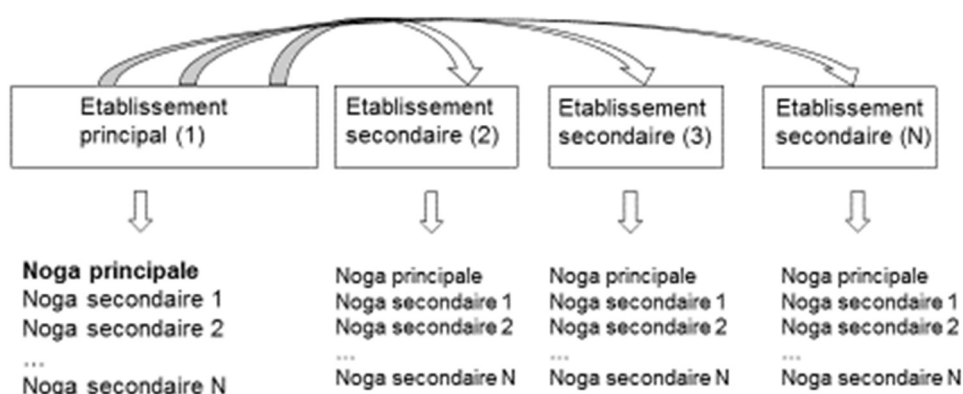 Etablissement
principal (1)
Etablissement
secondaire (2)
Etablissement
secondaire (3)
Etablissement
secondaire (N)
Noga principale
Noga secondaire 1
Noga secondaire 2
...
Noga secondaire N
Noga principale
Noga secondaire 1
Noga secondaire 2
...
Noga secondaire N
Noga principale
Noga secondaire 1
Noga secondaire 2
...
Noga secondaire N
Noga principale
Noga secondaire 1
Noga secondaire 2
...
Noga secondaire N